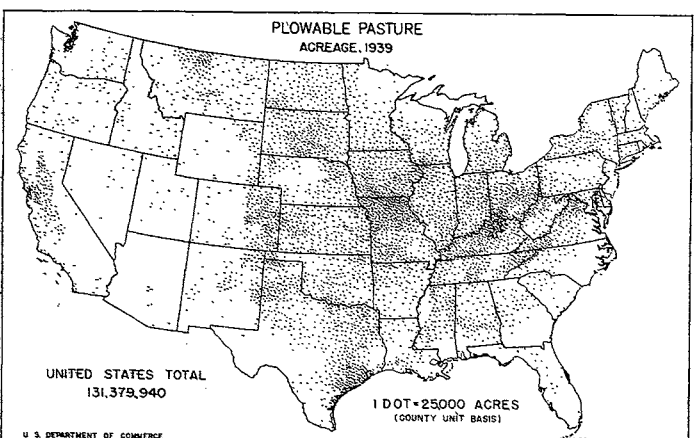 PLOWABLE PASTURE
ACREAGE, 1939
UNITED STATES TOTAL
131,379,940
1 DOT = 25,000 ACRES
(COUNTY UNIT BASIS)
U. S. DEPARTMENT OF COMMERCE